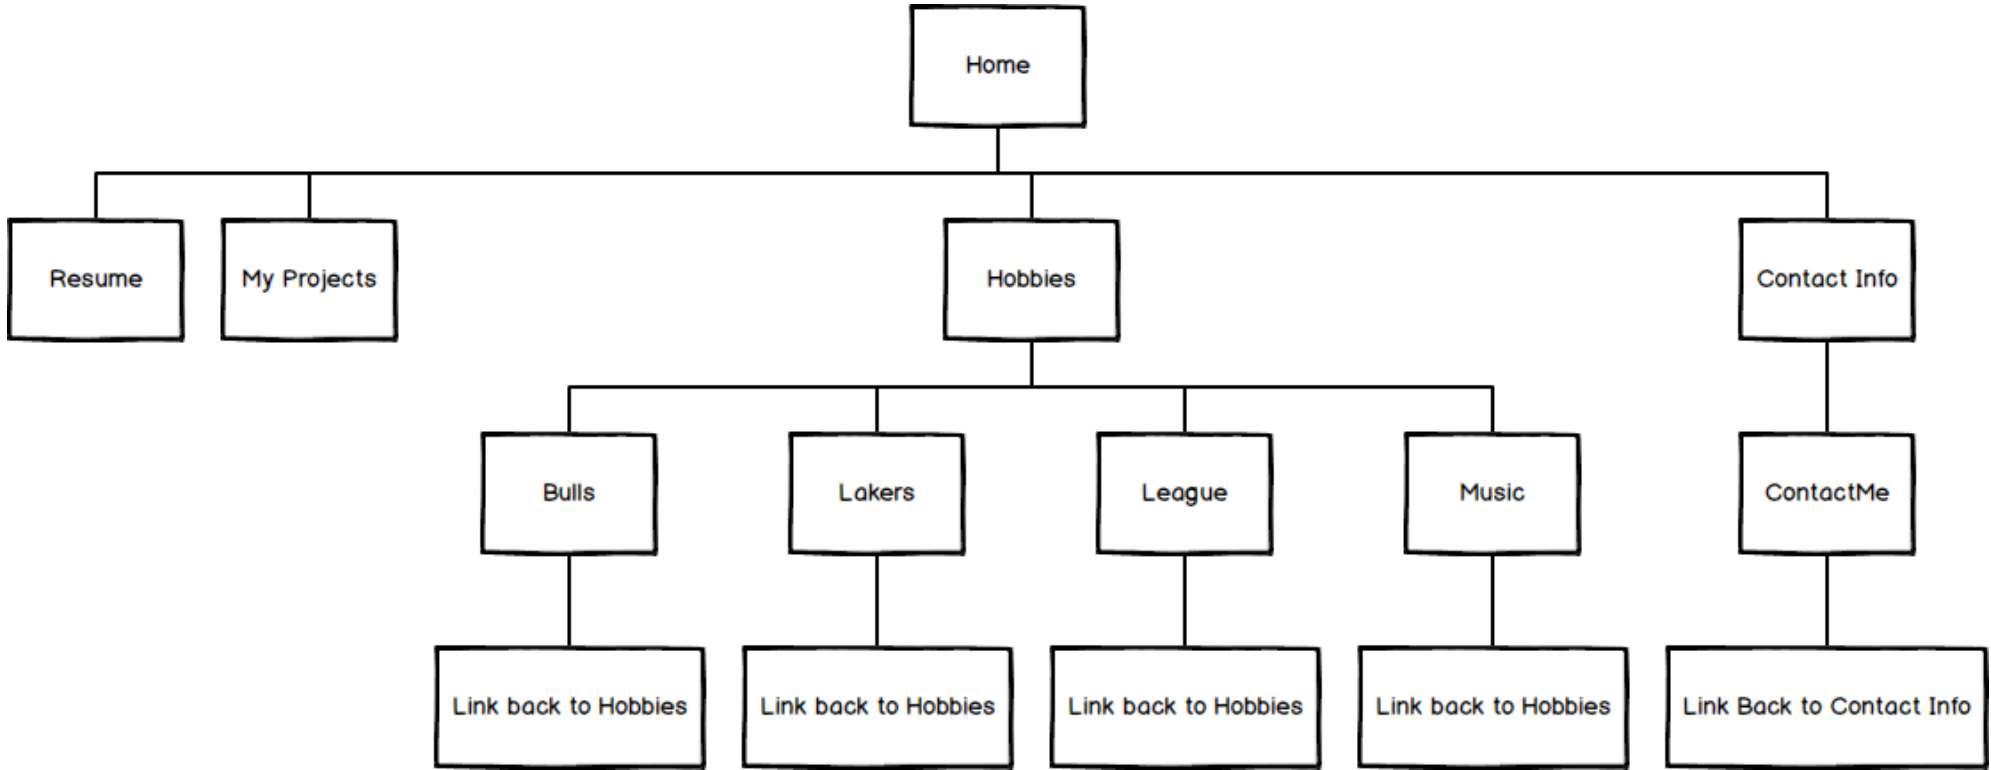 Home
Resume
My Projects
Hobbies
Contact Info
Bulls
Lakers
League
Music
ContactMe
Link back to Hobbies
Link back to Hobbies
Link back to Hobbies
Link back to Hobbies
Link Back to Contact Info